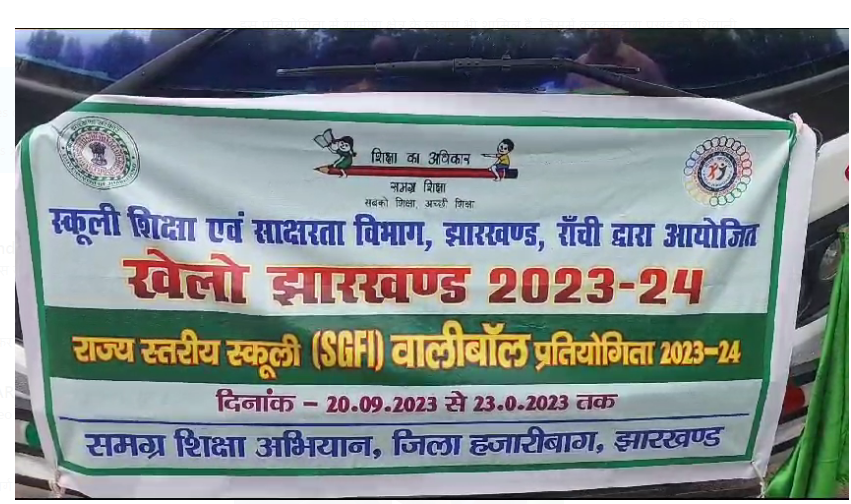 शिक्षा का अधिकार
समग्र शिक्षा
सबको शिक्षा, अच्छी शिक्षा
स्कूली शिक्षा एवं साक्षरता विभाग, झारखण्ड, राँची द्वारा आयोजित
खेलो झारखण्ड 2023-24
राज्य स्तरीय स्कूली (SGFI) वालीबॉल प्रतियोगिता 2023-24
दिनांक - 20.09.2023 से 23.0.2023 तक
समग्र शिक्षा अभियान, जिला हजारीबाग, झारखण्ड